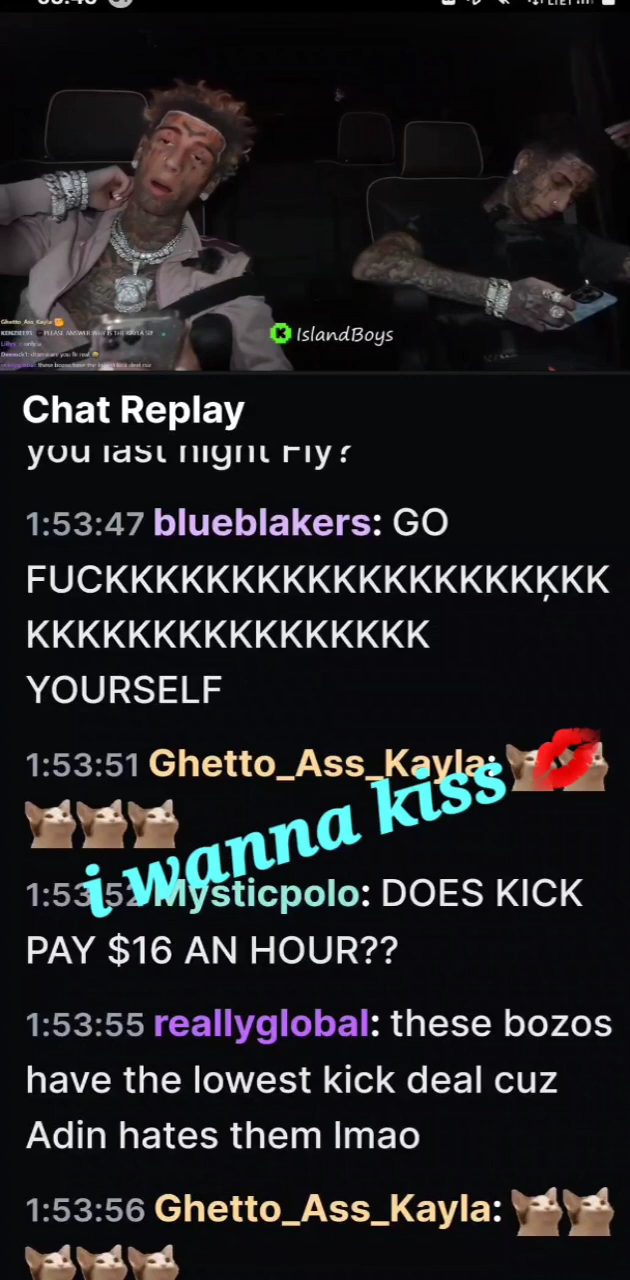 Ghetto_Ass_Kayla
IslandBoys
Chat Replay
you last night Fly?
1:53:47 blueblakers: GO
FUCKKKKKKKKKKKKKKKKKĶKK
KKKKKKKKKKKKKKKK
YOURSELF
1:53:51 Ghetto_Ass_Kayla:
i wanna kiss
1:53:52 Mysticpolo: DOES KICK
PAY $16 AN HOUR??
1:53:55 reallyglobal: these bozos
have the lowest kick deal cuz
Adin hates them lmao
1:53:56 Ghetto_Ass_Kayla: